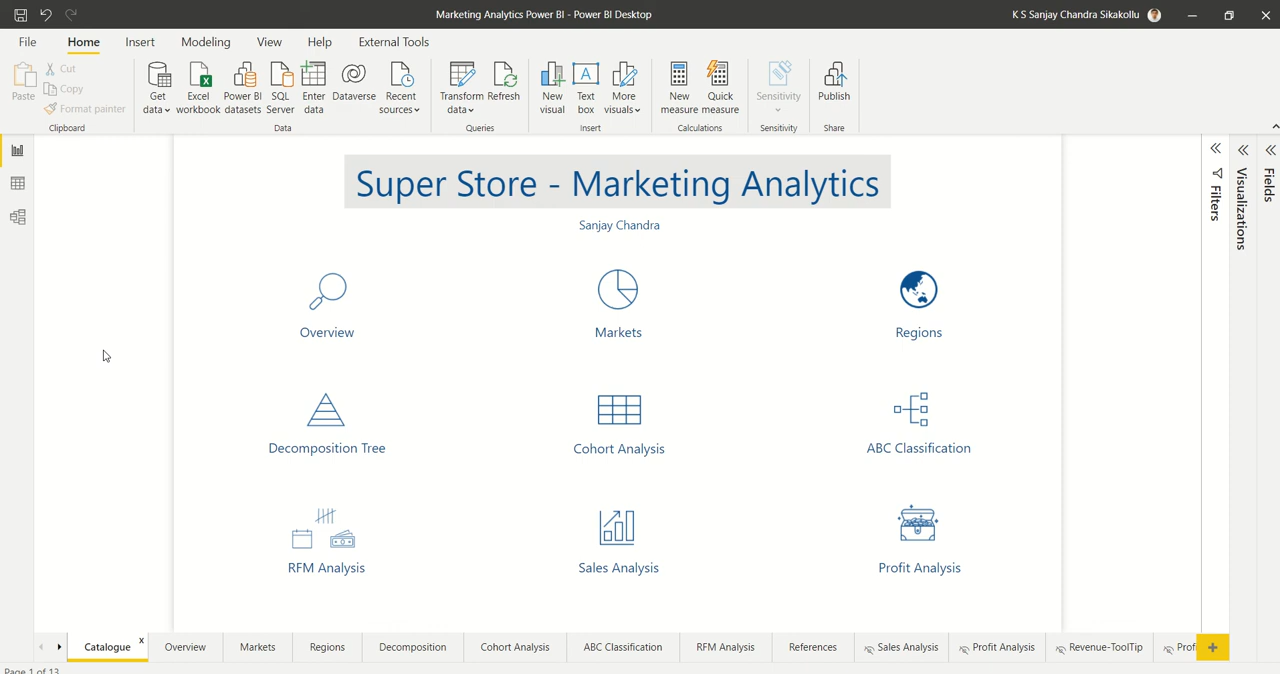 Marketing Analytics Power BI - Power BI Desktop
K S Sanjay Chandra Sikakollu
File Home Insert Modeling View Help External Tools
Paste
Cut
Copy
Format painter
Clipboard
Get data
Excel workbook
Power BI datasets
SQL Server
Enter data
Dataverse
Recent sources
Data
Transform data
Refresh
Queries
New visual
Text box
More visuals
Insert
New measure
Quick measure
Calculations
Sensitivity
Sensitivity
Publish
Share
Super Store - Marketing Analytics
Sanjay Chandra
Overview
Markets
Regions
Decomposition Tree
Cohort Analysis
ABC Classification
RFM Analysis
Sales Analysis
Profit Analysis
Filters
Visualizations
Fields
Catalogue
Overview
Markets
Regions
Decomposition
Cohort Analysis
ABC Classification
RFM Analysis
References
Sales Analysis
Profit Analysis
Revenue-ToolTip
Prof
Page 1 of 13